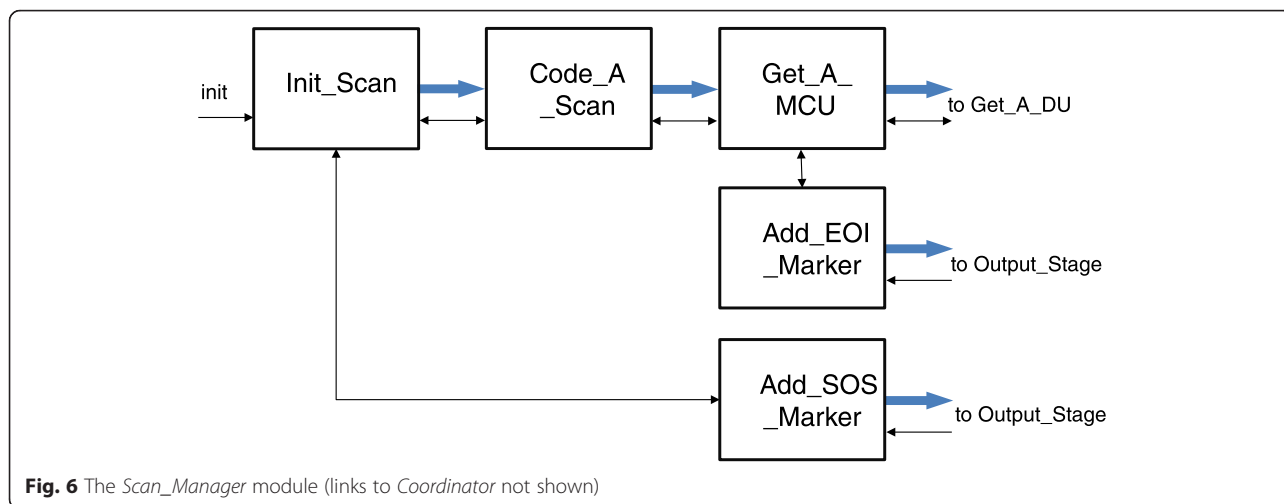 init
Init_Scan
Code_A
_Scan
Get_A_
MCU
to Get_A_DU
Add_EOI
_Marker
to Output_Stage
Add_SOS
_Marker
to Output_Stage
Fig. 6 The Scan_Manager module (links to Coordinator not shown)